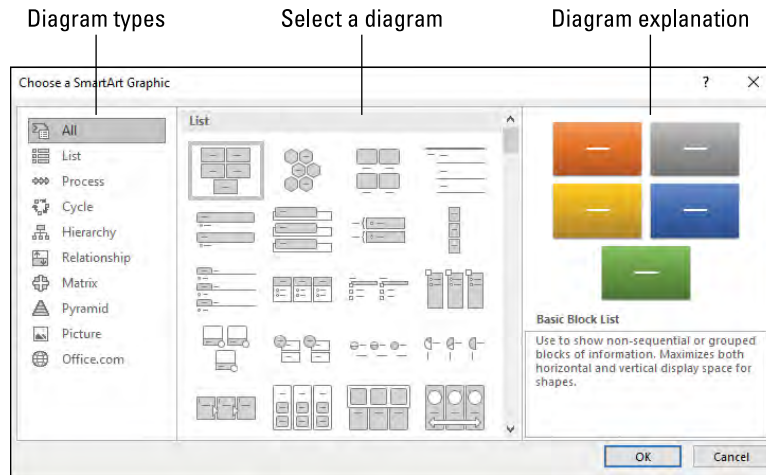 Diagram types
Select a diagram
Diagram explanation
Choose a SmartArt Graphic
?
All
List
Process
Cycle
Hierarchy
Relationship
Matrix
Pyramid
Picture
Office.com
List
Basic Block List
Use to show non-sequential or grouped
blocks of information. Maximizes both
horizontal and vertical display space for
shapes.
OK
Cancel